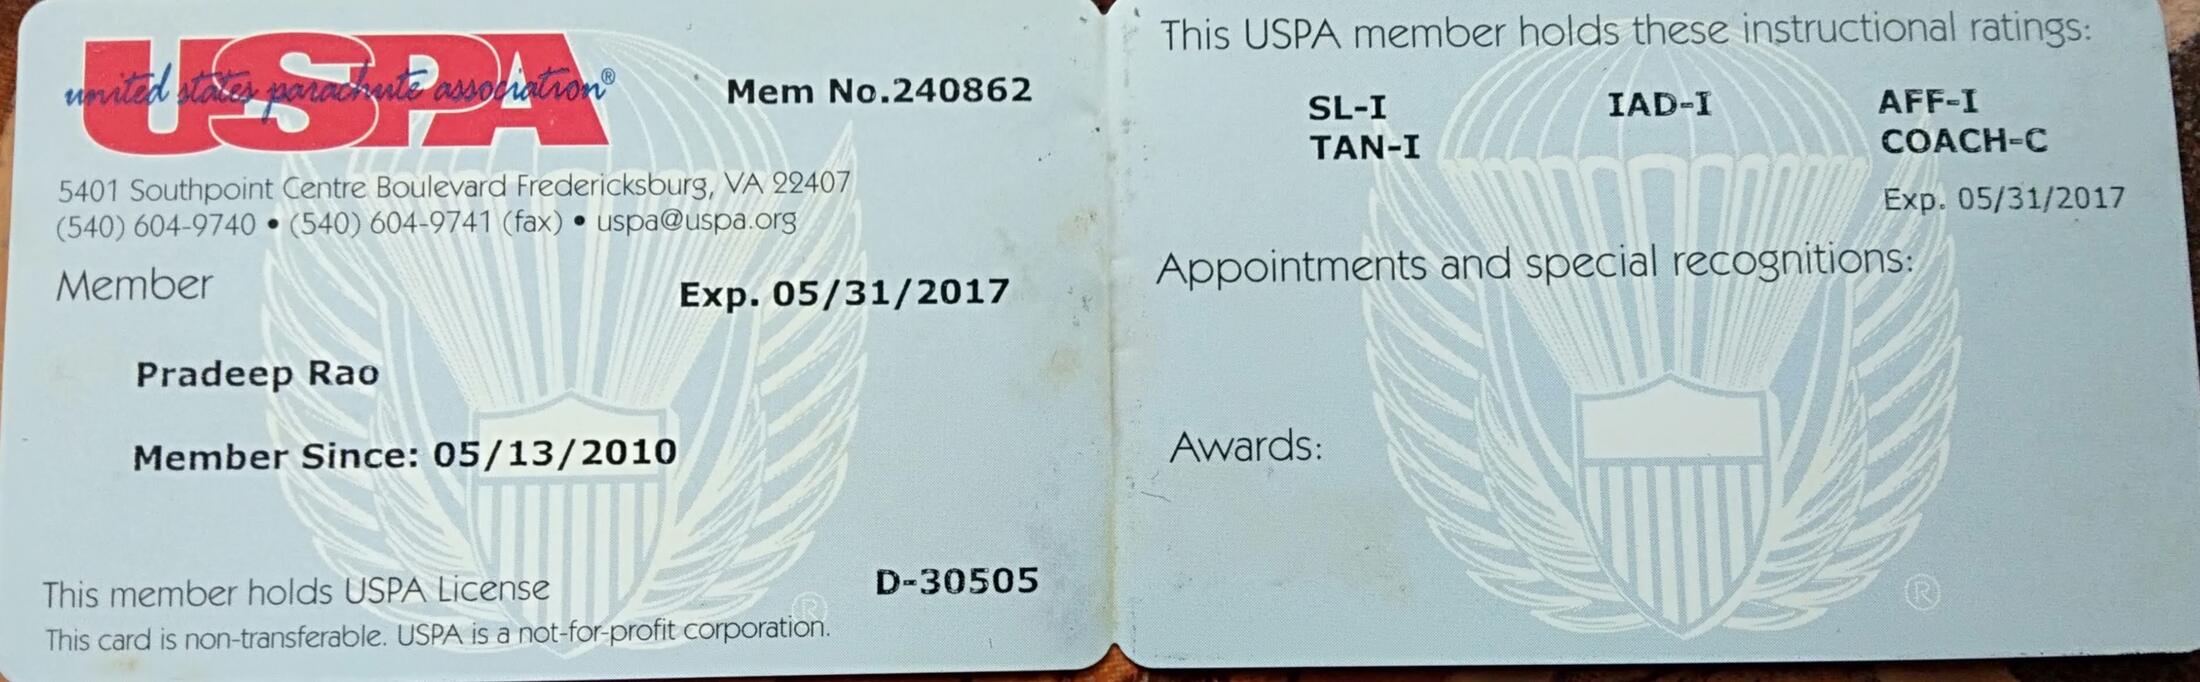 USPA
united states parachute association®
Mem No.240862
5401 Southpoint Centre Boulevard Fredericksburg, VA 22407
(540) 604-9740 • (540) 604-9741 (fax) • uspa@uspa.org
Member
Exp. 05/31/2017
Pradeep Rao
Member Since: 05/13/2010
This member holds USPA License
D-30505
®
This card is non-transferable. USPA is a not-for-profit corporation.
This USPA member holds these instructional ratings:
SL-I IAD-I AFF-I
TAN-I COACH-C
Exp. 05/31/2017
Appointments and special recognitions:
Awards:
®